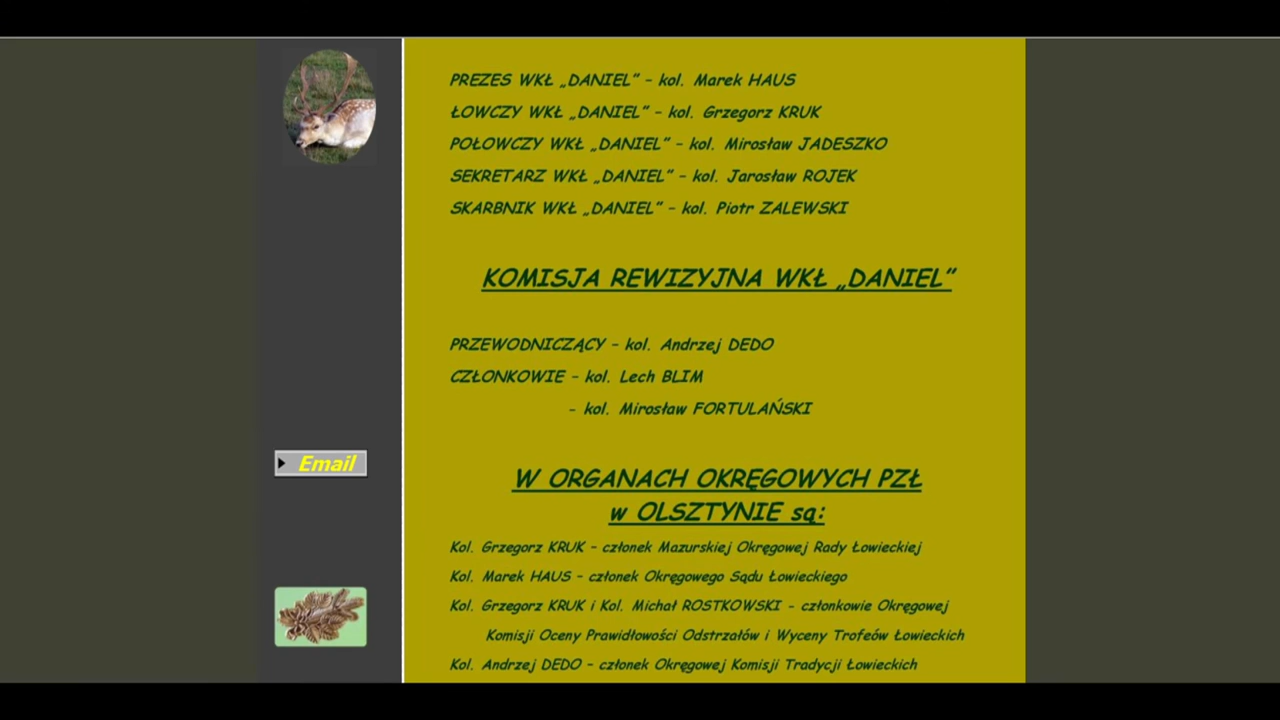 PREZES WKŁ „DANIEL” – kol. Marek HAUS
ŁOWCZY WKŁ „DANIEL” – kol. Grzegorz KRUK
POŁOWCZY WKŁ „DANIEL” – kol. Mirosław JADESZKO
SEKRETARZ WKŁ „DANIEL” – kol. Jarosław ROJEK
SKARBNIK WKŁ „DANIEL” – kol. Piotr ZALEWSKI
KOMISJA REWIZYJNA WKŁ „DANIEL”
PRZEWODNICZĄCY – kol. Andrzej DEDO
CZŁONKOWIE – kol. Lech BLIM
– kol. Mirosław FORTULAŃSKI
Email
W ORGANACH OKRĘGOWYCH PZŁ
w OLSZTYNIE są:
Kol. Grzegorz KRUK – członek Mazurskiej Okręgowej Rady Łowieckiej
Kol. Marek HAUS – członek Okręgowego Sądu Łowieckiego
Kol. Grzegorz KRUK i Kol. Michał ROSTKOWSKI - członkowie Okręgowej
Komisji Oceny Prawidłowości Odstrzałów i Wyceny Trofeów Łowieckich
Kol. Andrzej DEDO – członek Okręgowej Komisji Tradycji Łowieckich